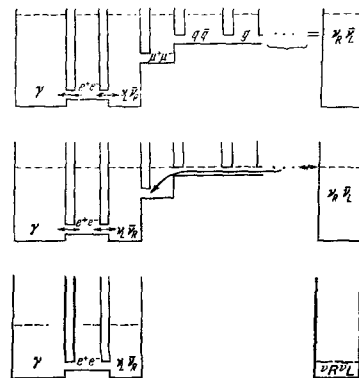 q q̄ g . . . = ν_R ν̄_L
μ⁺μ⁻
γ e⁺e⁻ ν_L ν̄_R
ν_R ν̄_L
γ e⁺e⁻ ν_L ν̄_R
γ e⁺e⁻ ν_L ν̄_R ν_R ν̄_L